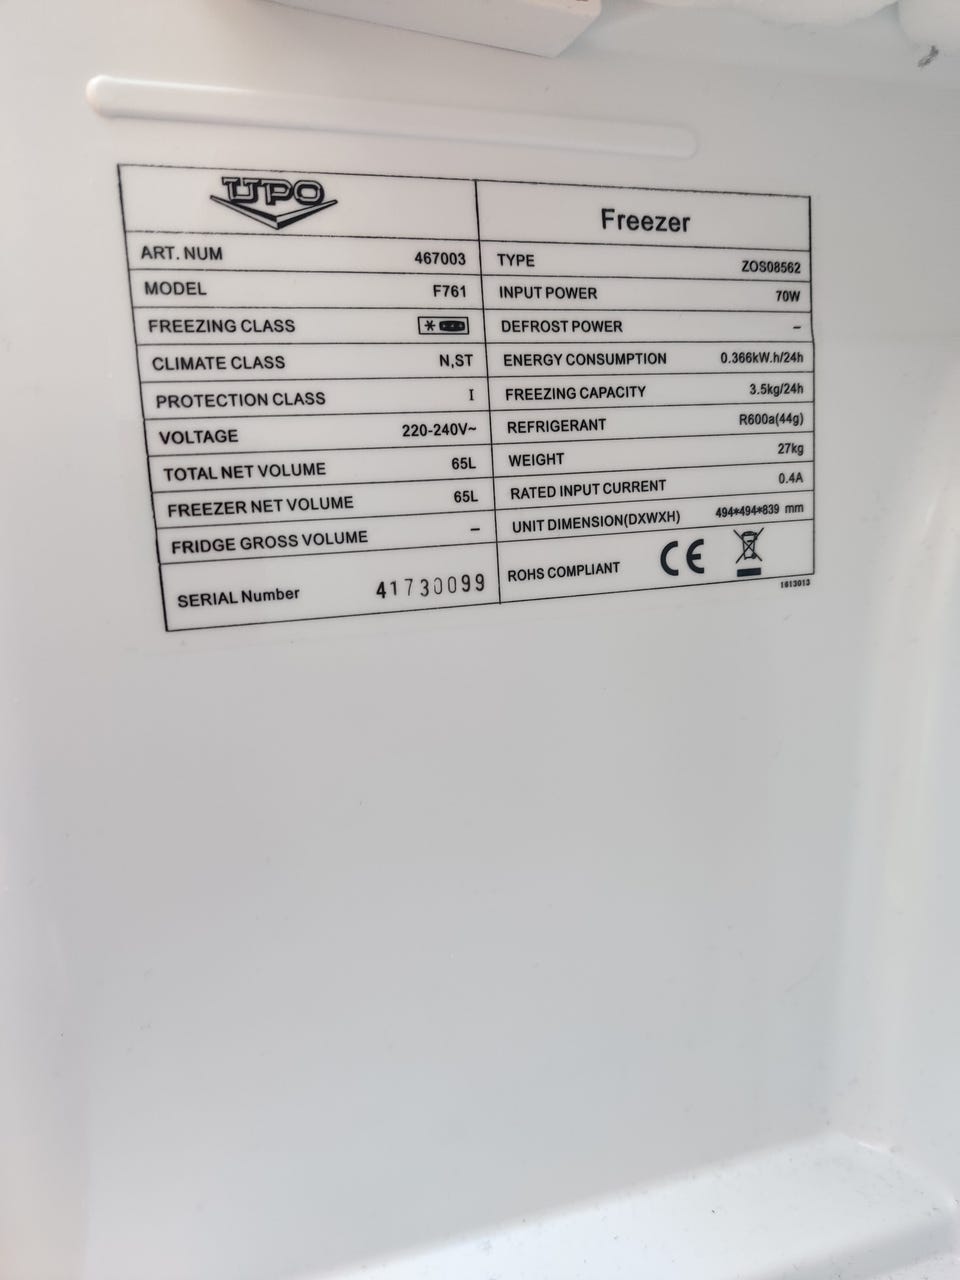 UPO
Freezer
ART. NUM 467003
TYPE ZOS08562
MODEL F761
INPUT POWER 70W
FREEZING CLASS
DEFROST POWER –
CLIMATE CLASS N,ST
ENERGY CONSUMPTION 0.366kW.h/24h
PROTECTION CLASS I
FREEZING CAPACITY 3.5kg/24h
VOLTAGE 220-240V~
REFRIGERANT R600a(44g)
TOTAL NET VOLUME 65L
WEIGHT 27kg
FREEZER NET VOLUME 65L
RATED INPUT CURRENT 0.4A
FRIDGE GROSS VOLUME –
UNIT DIMENSION(DXWXH) 494*494*839 mm
SERIAL Number 41730099
ROHS COMPLIANT CE
1613013